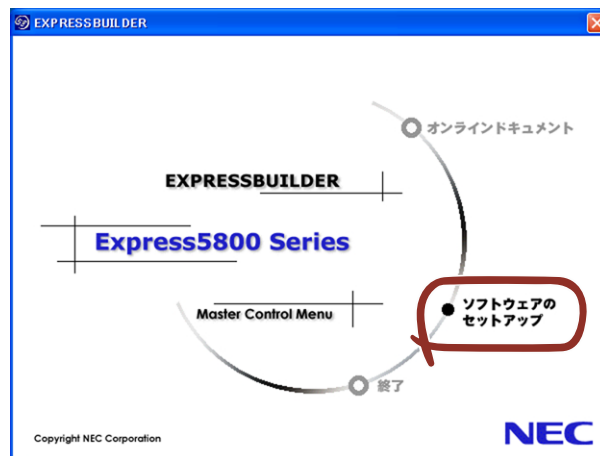 EXPRESSBUILDER
オンラインドキュメント
EXPRESSBUILDER
Express5800 Series
ソフトウェアの
セットアップ
Master Control Menu
終了
Copyright NEC Corporation
NEC